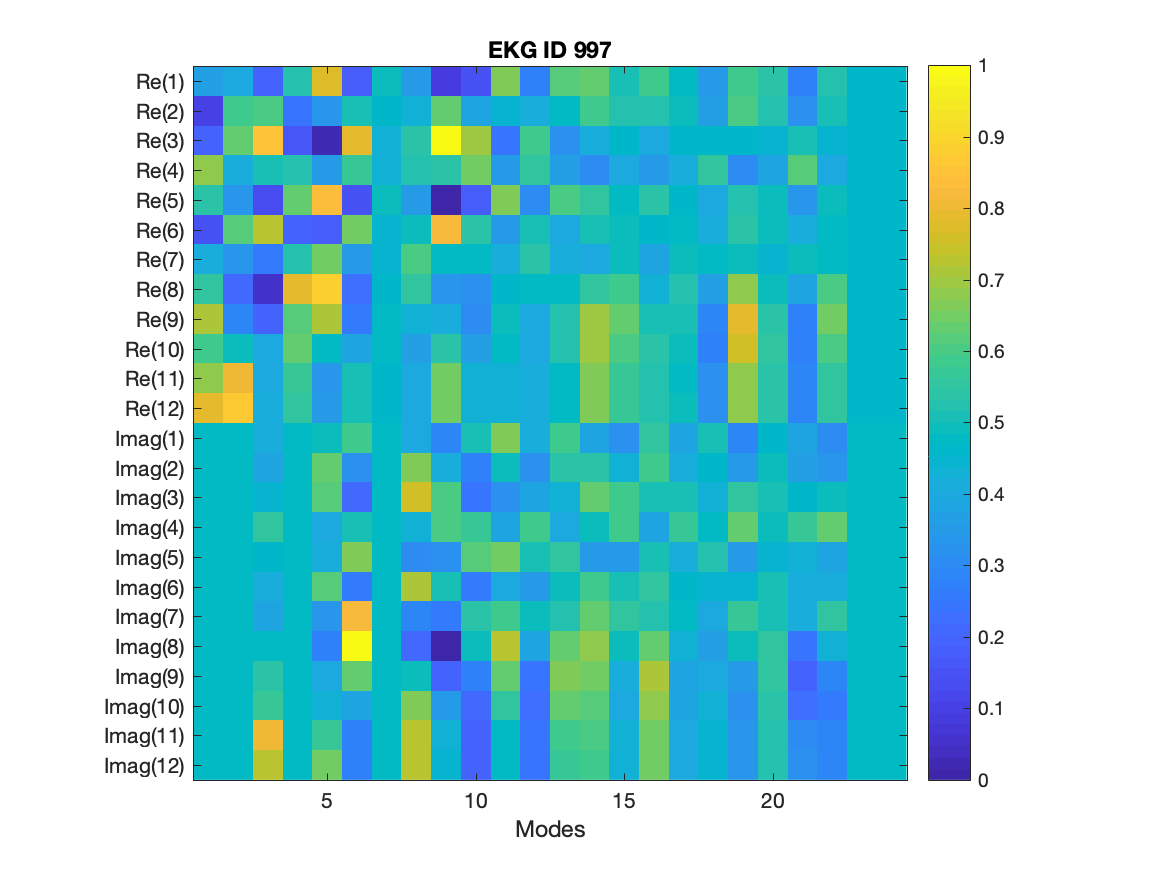 EKG ID 997
Re(1)
Re(2)
Re(3)
Re(4)
Re(5)
Re(6)
Re(7)
Re(8)
Re(9)
Re(10)
Re(11)
Re(12)
Imag(1)
Imag(2)
Imag(3)
Imag(4)
Imag(5)
Imag(6)
Imag(7)
Imag(8)
Imag(9)
Imag(10)
Imag(11)
Imag(12)
5 10 15 20
Modes
1
0.9
0.8
0.7
0.6
0.5
0.4
0.3
0.2
0.1
0